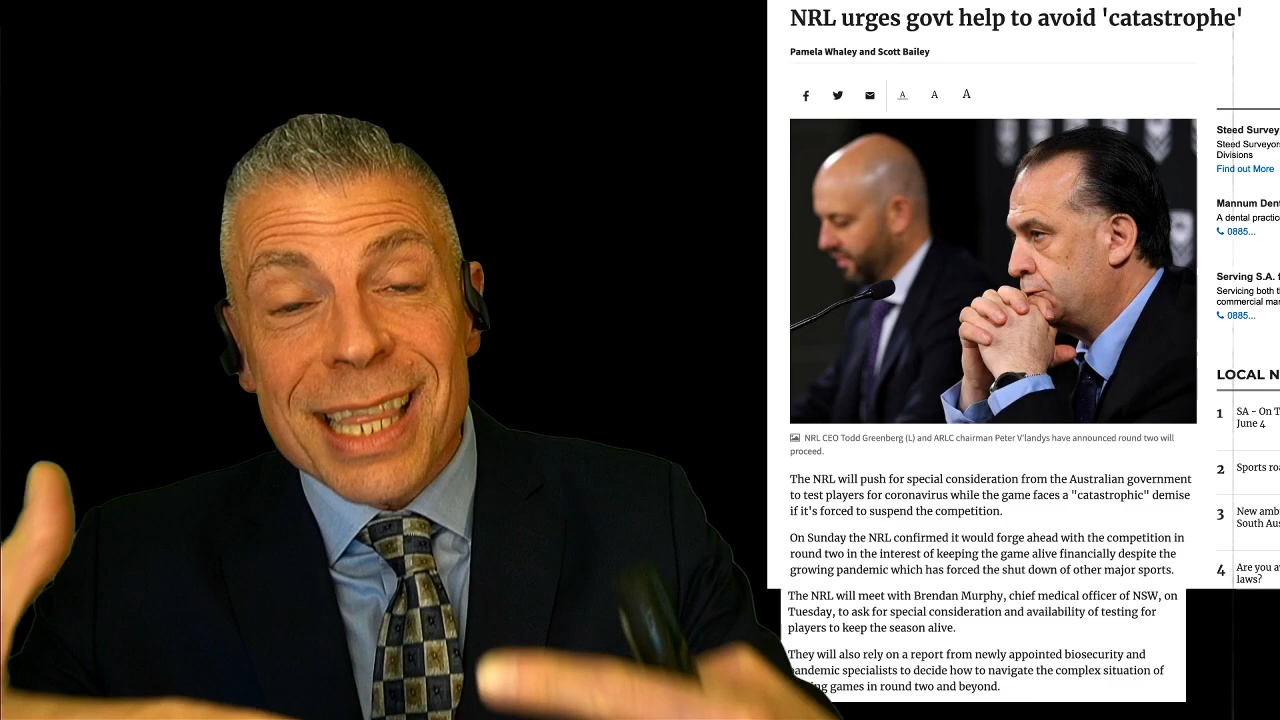 NRL urges govt help to avoid 'catastrophe'
Pamela Whaley and Scott Bailey
A A A
NRL CEO Todd Greenberg (L) and ARLC chairman Peter V'landys have announced round two will
proceed.
The NRL will push for special consideration from the Australian government
to test players for coronavirus while the game faces a "catastrophic" demise
if it's forced to suspend the competition.
On Sunday the NRL confirmed it would forge ahead with the competition in
round two in the interest of keeping the game alive financially despite the
growing pandemic which has forced the shut down of other major sports.
The NRL will meet with Brendan Murphy, chief medical officer of NSW, on
Tuesday, to ask for special consideration and availability of testing for
players to keep the season alive.
They will also rely on a report from newly appointed biosecurity and
pandemic specialists to decide how to navigate the complex situation of
games in round two and beyond.
Steed Survey
Steed Surveyor
Divisions
Find out More
Mannum Den
A dental practi
0885...
Serving S.A.
Servicing both t
commercial ma
0885...
LOCAL N
1 SA - On T
June 4
2 Sports ro
3 New amb
South Aus
4 Are you a
laws?